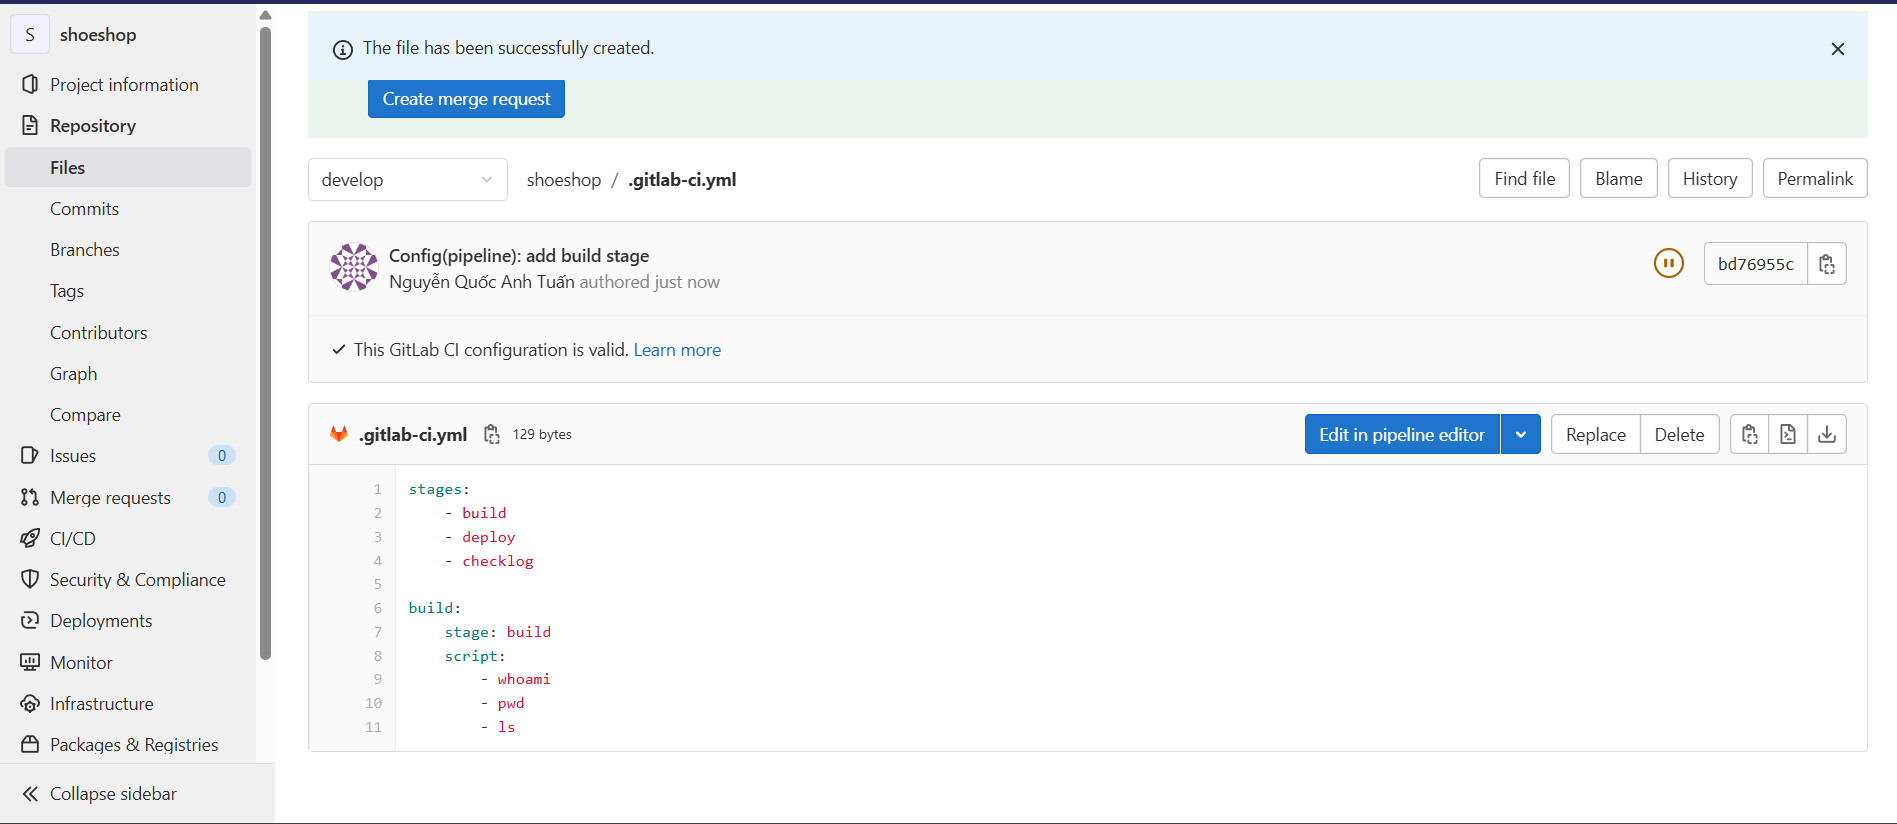 S shoeshop
Project information
Repository
Files
Commits
Branches
Tags
Contributors
Graph
Compare
Issues 0
Merge requests 0
CI/CD
Security & Compliance
Deployments
Monitor
Infrastructure
Packages & Registries
Collapse sidebar
The file has been successfully created.
Create merge request
develop shoeshop / .gitlab-ci.yml Find file Blame History Permalink
Config(pipeline): add build stage
Nguyễn Quốc Anh Tuấn authored just now bd76955c
This GitLab CI configuration is valid. Learn more
.gitlab-ci.yml 129 bytes Edit in pipeline editor Replace Delete
1 stages:
2 - build
3 - deploy
4 - checklog
5
6 build:
7 stage: build
8 script:
9 - whoami
10 - pwd
11 - ls